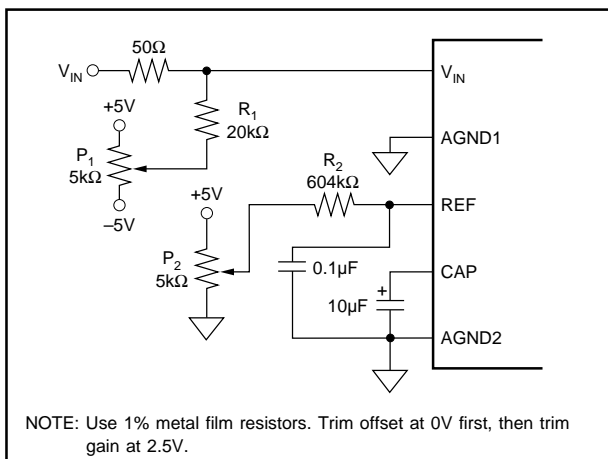 50Ω
V_IN
V_IN
R_1
20kΩ
+5V
P_1
5kΩ
–5V
AGND1
R_2
604kΩ
+5V
REF
P_2
5kΩ
0.1µF
CAP
+
10µF
AGND2
NOTE: Use 1% metal film resistors. Trim offset at 0V first, then trim
gain at 2.5V.